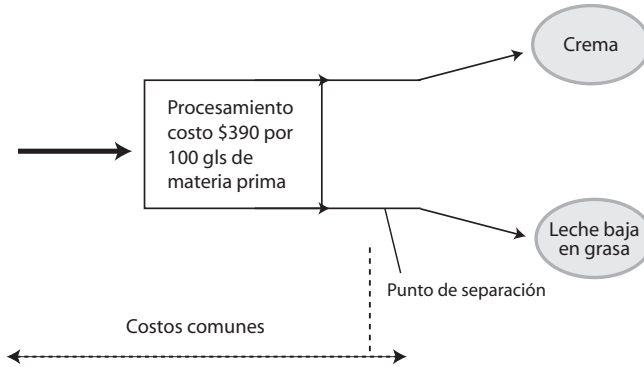 Crema
Procesamiento
costo $390 por
100 gls de
materia prima
Leche baja
en grasa
Punto de separación
Costos comunes